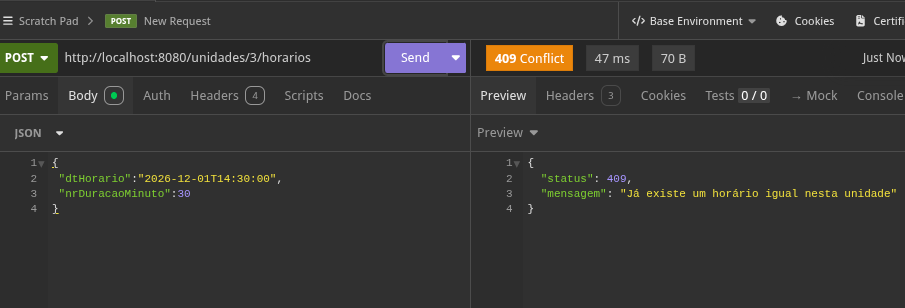 Scratch Pad > POST New Request
</> Base Environment Cookies Certifi
POST http://localhost:8080/unidades/3/horarios Send
409 Conflict 47 ms 70 B Just Now
Params Body Auth Headers 4 Scripts Docs
Preview Headers 3 Cookies Tests 0 / 0 → Mock Console
JSON
Preview
1 {
2 "dtHorario":"2026-12-01T14:30:00",
3 "nrDuracaoMinuto":30
4 }
1 {
2 "status": 409,
3 "mensagem": "Já existe um horário igual nesta unidade"
4 }